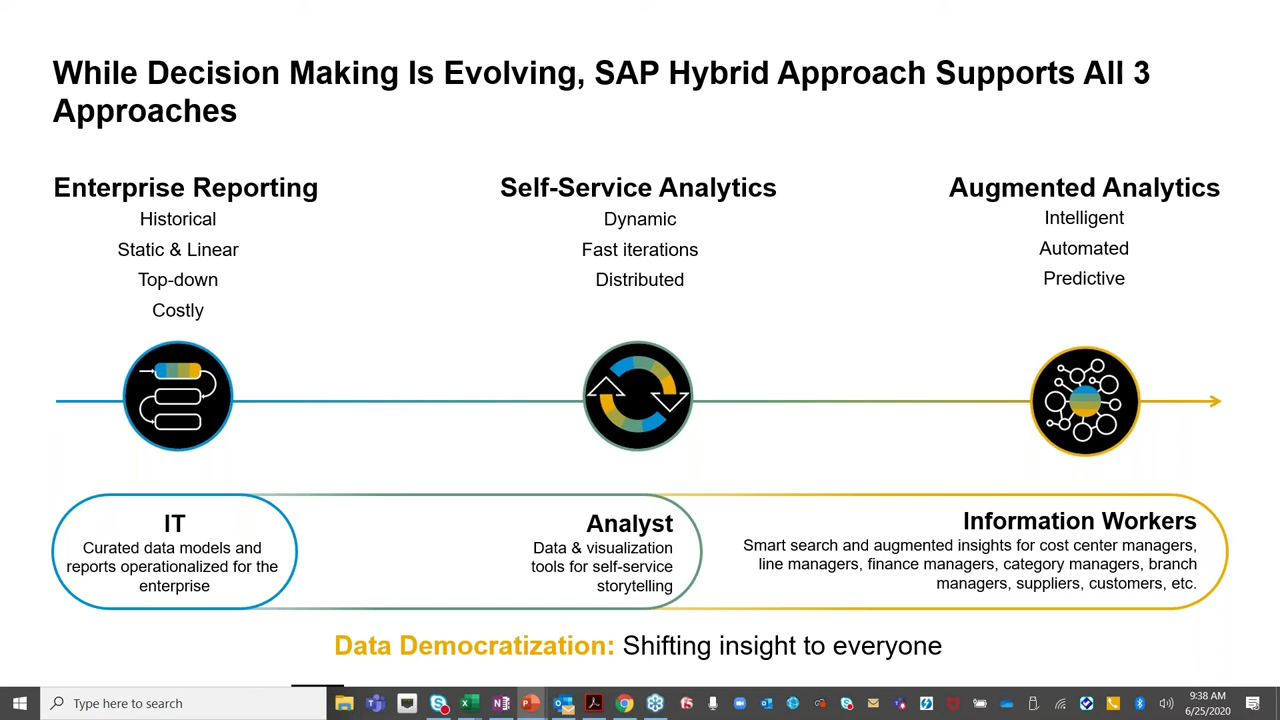 While Decision Making Is Evolving, SAP Hybrid Approach Supports All 3
Approaches
Enterprise Reporting
Historical
Static & Linear
Top-down
Costly
Self-Service Analytics
Dynamic
Fast iterations
Distributed
Augmented Analytics
Intelligent
Automated
Predictive
IT
Curated data models and
reports operationalized for the
enterprise
Analyst
Data & visualization
tools for self-service
storytelling
Information Workers
Smart search and augmented insights for cost center managers,
line managers, finance managers, category managers, branch
managers, suppliers, customers, etc.
Data Democratization: Shifting insight to everyone
Type here to search
9:38 AM
6/25/2020